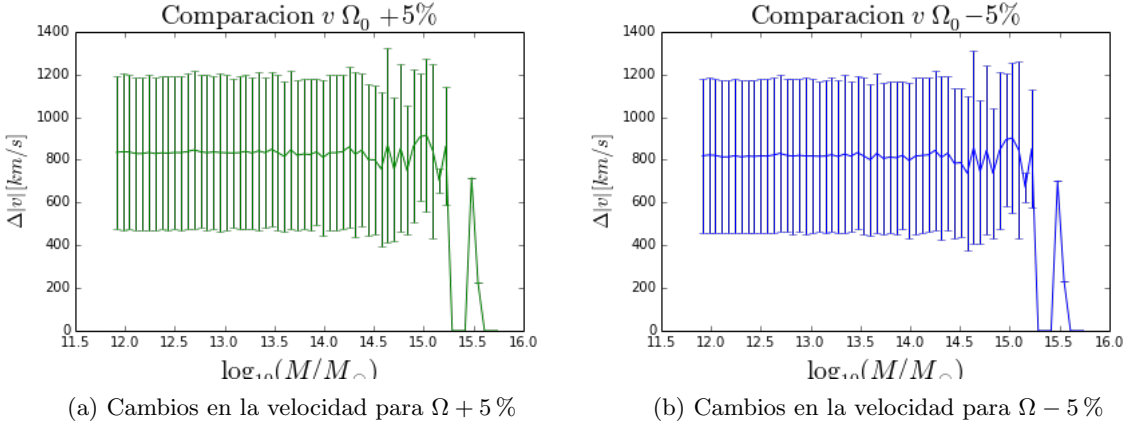 Comparacion v Ω₀ +5%
1400
1200
1000
800
600
400
200
0
Δ|v|[km/s]
11.5 12.0 12.5 13.0 13.5 14.0 14.5 15.0 15.5 16.0
log₁₀(M/M☉)
(a) Cambios en la velocidad para Ω + 5 %
Comparacion v Ω₀ −5%
1400
1200
1000
800
600
400
200
0
Δ|v|[km/s]
11.5 12.0 12.5 13.0 13.5 14.0 14.5 15.0 15.5 16.0
log₁₀(M/M☉)
(b) Cambios en la velocidad para Ω − 5 %